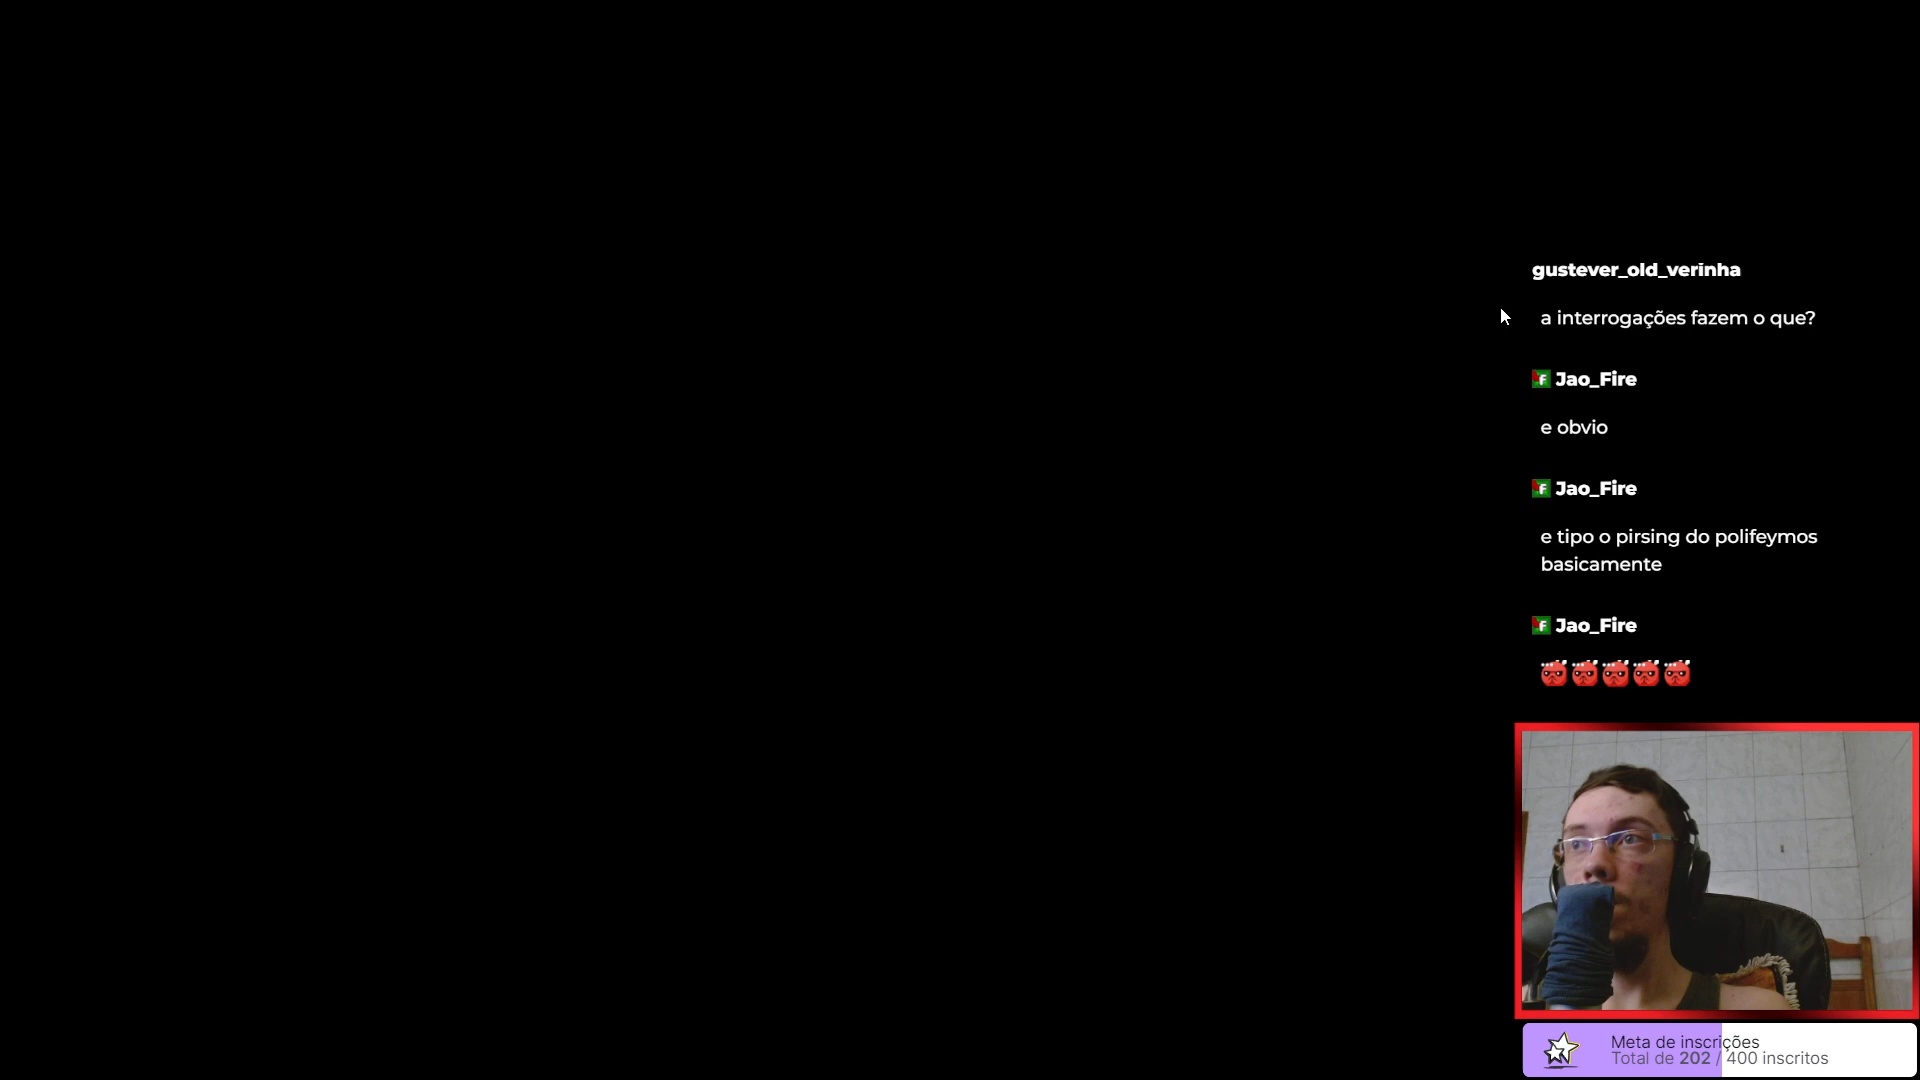 gustever_old_verinha
a interrogações fazem o que?
F Jao_Fire
e obvio
F Jao_Fire
e tipo o pirsing do polifeymos
basicamente
F Jao_Fire
Meta de inscrições
Total de 202 / 400 inscritos